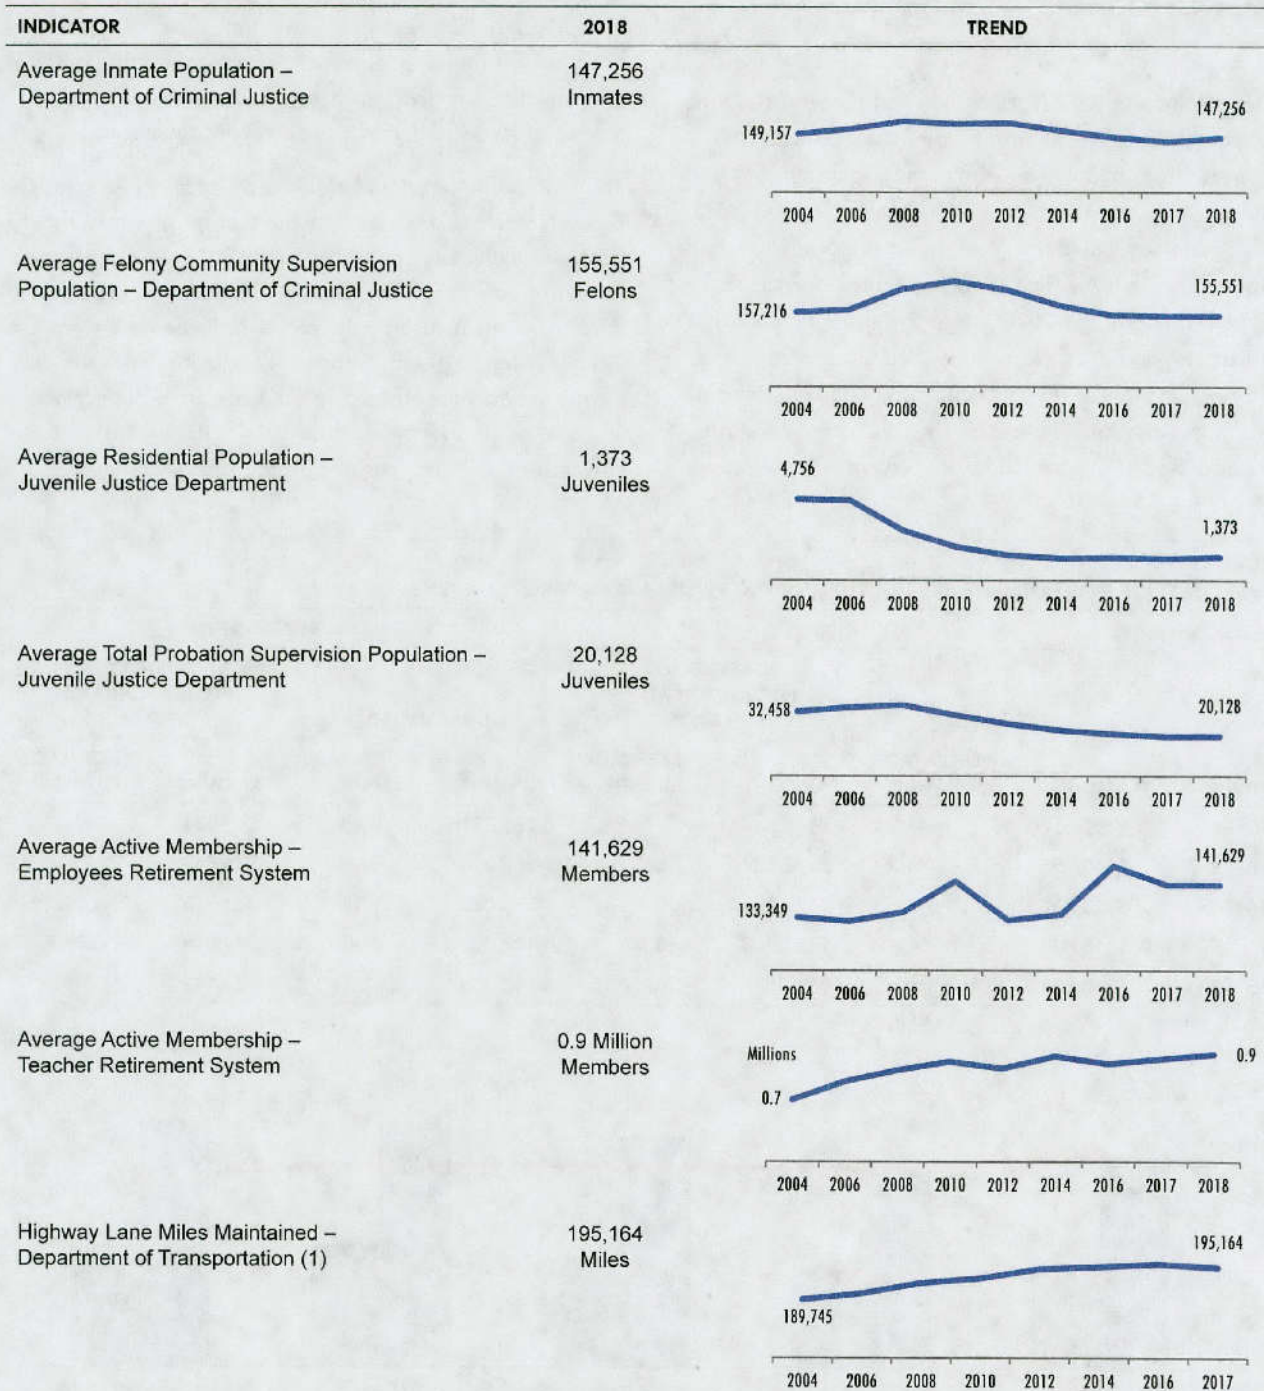 INDICATOR 2018 TREND
Average Inmate Population – 147,256
Department of Criminal Justice Inmates
147,256
149,157
2004 2006 2008 2010 2012 2014 2016 2017 2018
Average Felony Community Supervision 155,551
Population – Department of Criminal Justice Felons
155,551
157,216
2004 2006 2008 2010 2012 2014 2016 2017 2018
Average Residential Population – 1,373
Juvenile Justice Department Juveniles
4,756
1,373
2004 2006 2008 2010 2012 2014 2016 2017 2018
Average Total Probation Supervision Population – 20,128
Juvenile Justice Department Juveniles
32,458 20,128
2004 2006 2008 2010 2012 2014 2016 2017 2018
Average Active Membership – 141,629
Employees Retirement System Members
141,629
133,349
2004 2006 2008 2010 2012 2014 2016 2017 2018
Average Active Membership – 0.9 Million
Teacher Retirement System Members
Millions 0.9
0.7
2004 2006 2008 2010 2012 2014 2016 2017 2018
Highway Lane Miles Maintained – 195,164
Department of Transportation (1) Miles
195,164
189,745
2004 2006 2008 2010 2012 2014 2016 2017